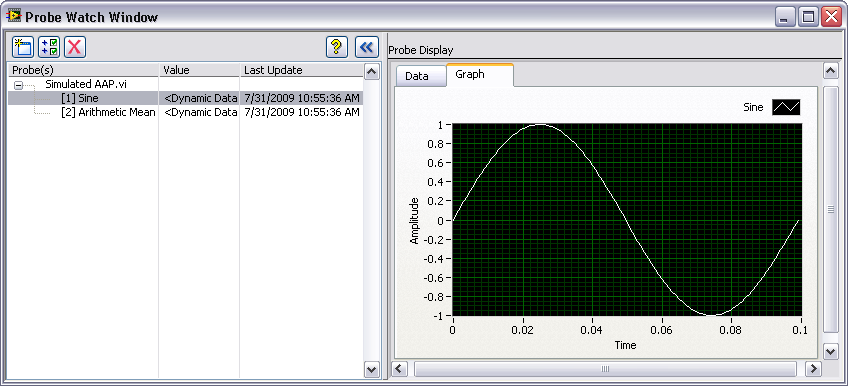 Probe Watch Window
?
Probe Display
Probe(s) Value Last Update
Simulated AAP.vi
[1] Sine <Dynamic Data 7/31/2009 10:55:36 AM
[2] Arithmetic Mean <Dynamic Data 7/31/2009 10:55:36 AM
Data Graph
Sine
Amplitude
1
0.8
0.6
0.4
0.2
0
-0.2
-0.4
-0.6
-0.8
-1
0 0.02 0.04 0.06 0.08 0.1
Time